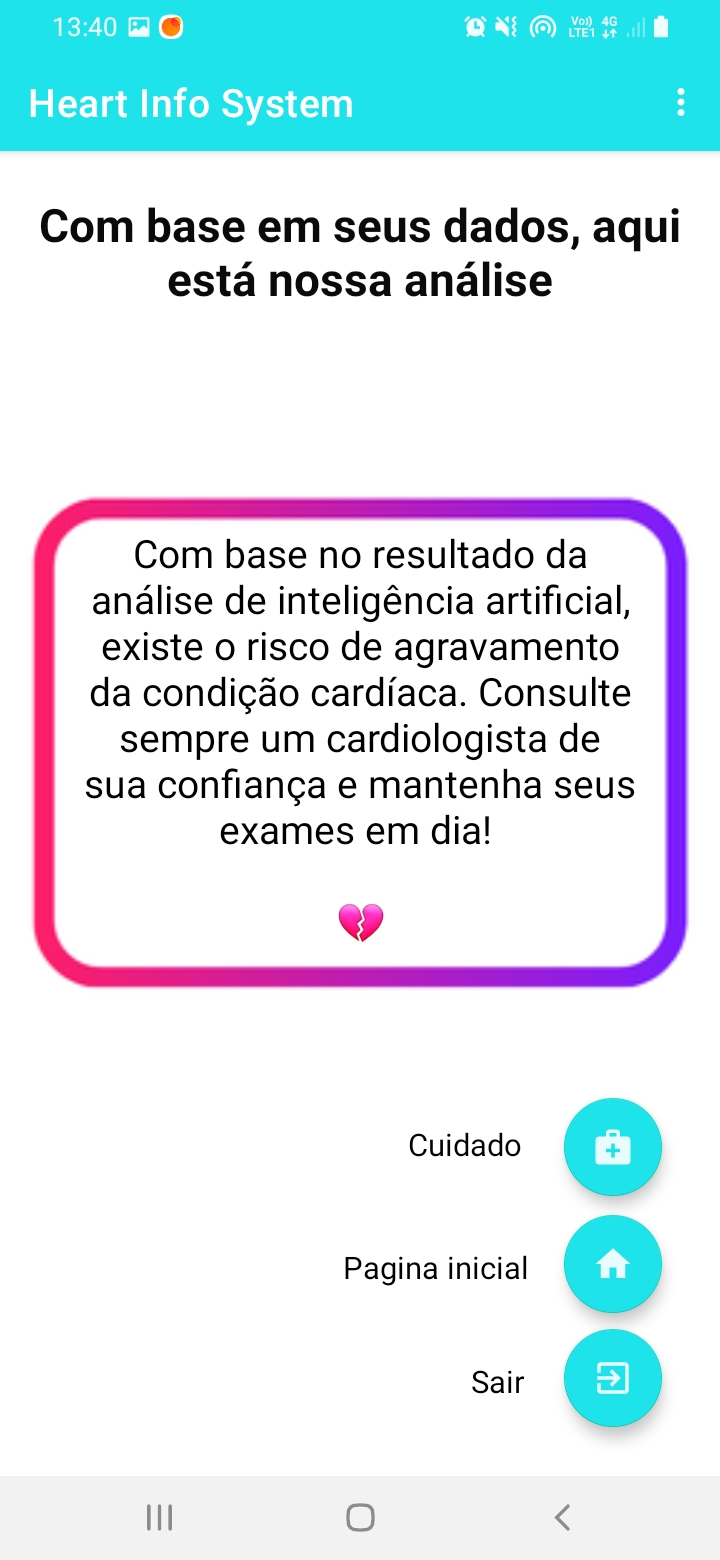 13:40
Vo))
LTE1
4G
Heart Info System
Com base em seus dados, aqui
está nossa análise
Com base no resultado da
análise de inteligência artificial,
existe o risco de agravamento
da condição cardíaca. Consulte
sempre um cardiologista de
sua confiança e mantenha seus
exames em dia!
💔
Cuidado
Pagina inicial
Sair